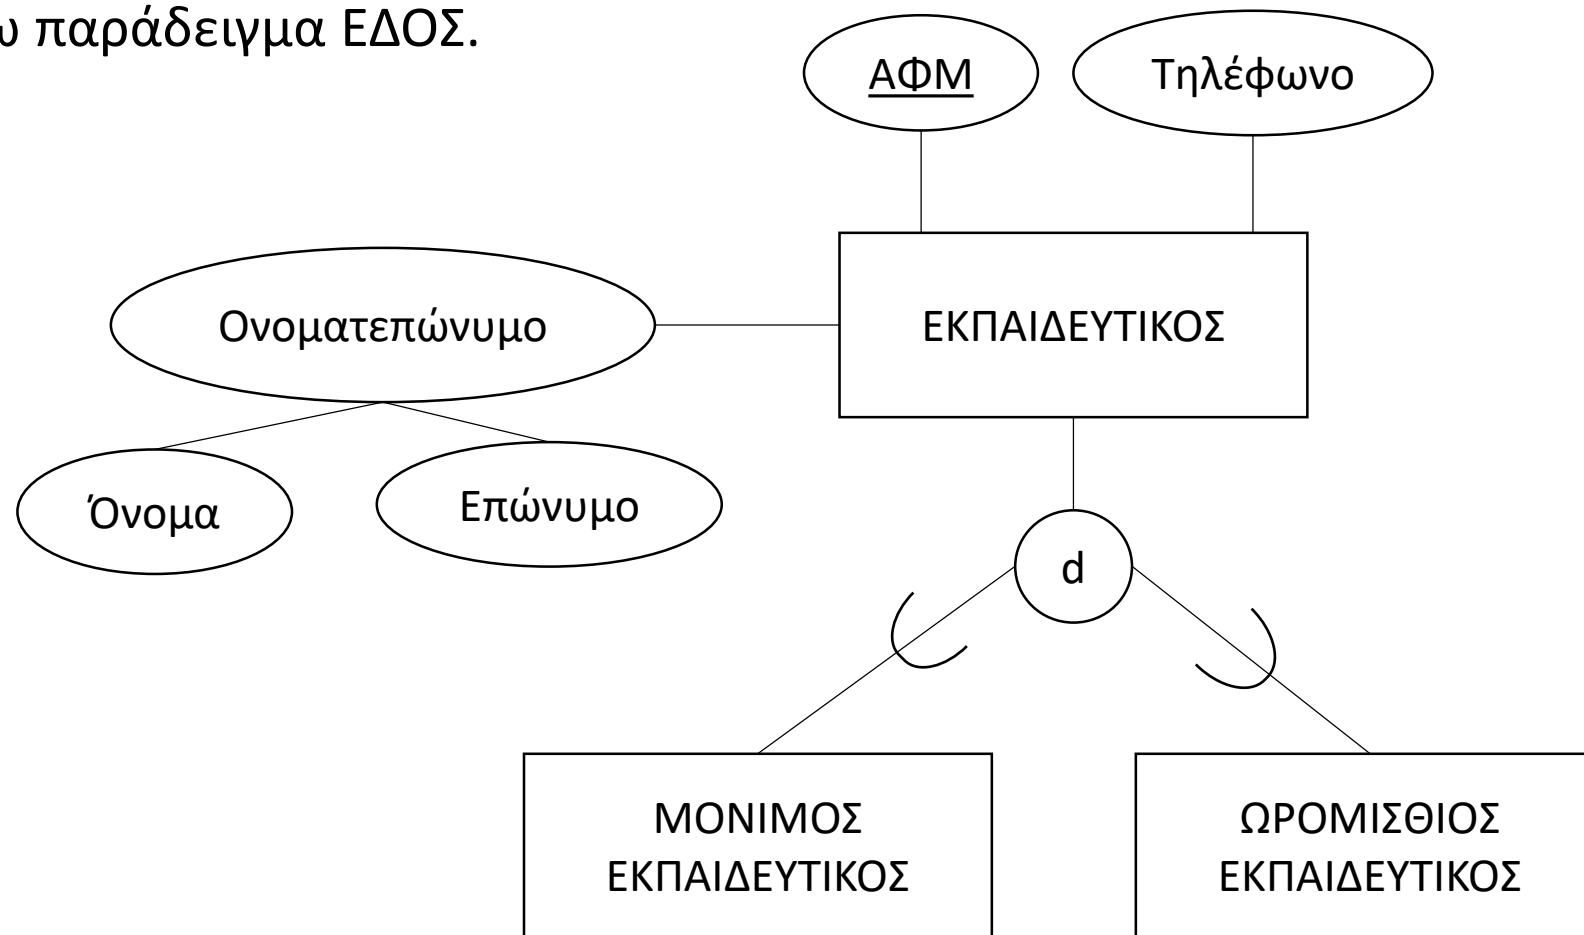 παράδειγμα ΕΔΟΣ.
ΑΦΜ
Τηλέφωνο
Ονοματεπώνυμο
ΕΚΠΑΙΔΕΥΤΙΚΟΣ
Όνομα
Επώνυμο
d
ΜΟΝΙΜΟΣ
ΕΚΠΑΙΔΕΥΤΙΚΟΣ
ΩΡΟΜΙΣΘΙΟΣ
ΕΚΠΑΙΔΕΥΤΙΚΟΣ